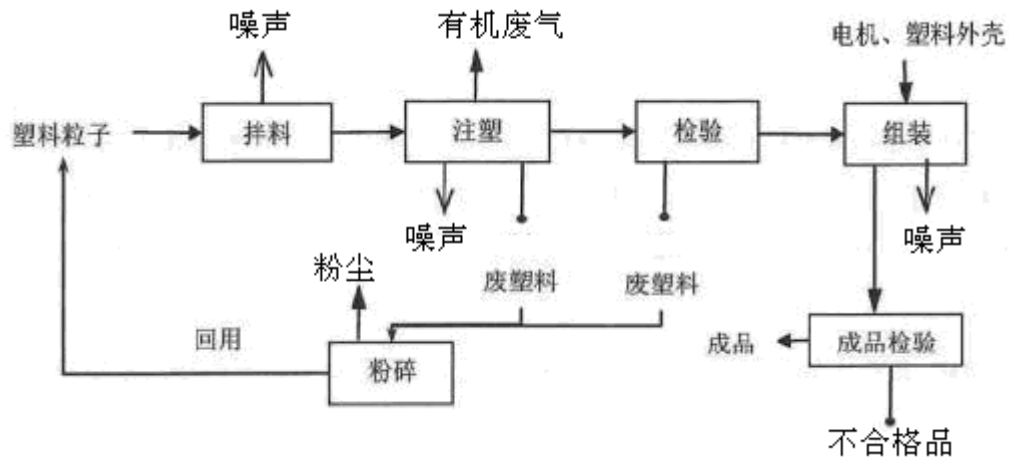 噪声
有机废气
电机、塑料外壳
塑料粒子
拌料
注塑
检验
组装
噪声
噪声
粉尘
废塑料
废塑料
回用
粉碎
成品
成品检验
不合格品